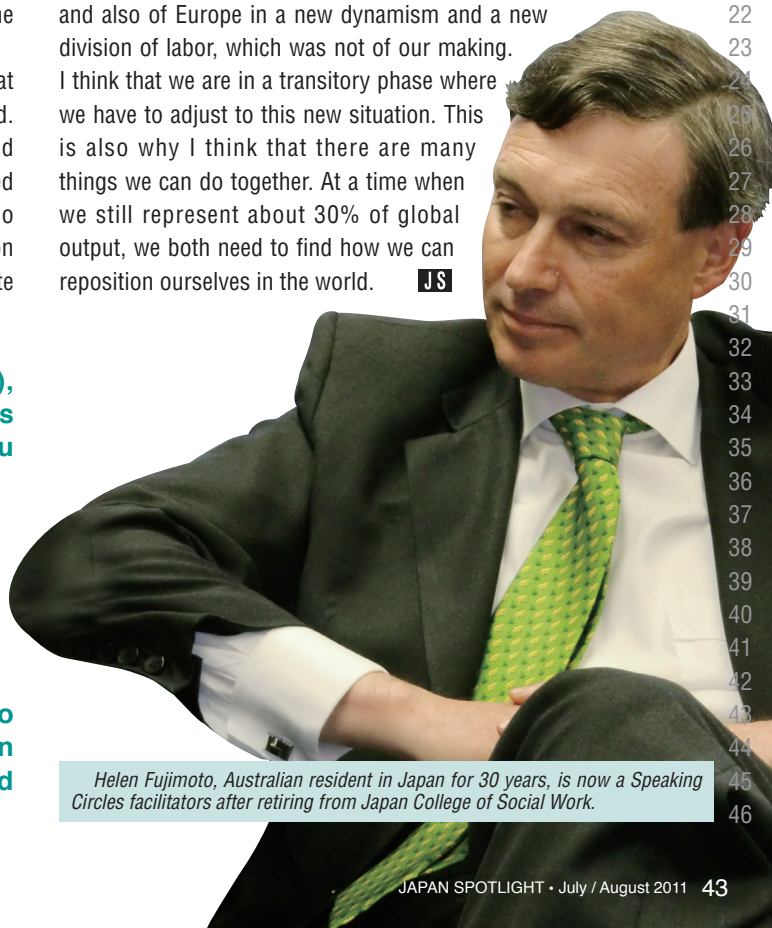 and also of Europe in a new dynamism and a new
division of labor, which was not of our making.
I think that we are in a transitory phase where
we have to adjust to this new situation. This
is also why I think that there are many
things we can do together. At a time when
we still represent about 30% of global
output, we both need to find how we can
reposition ourselves in the world. JS
22
23
24
25
26
27
28
29
30
31
32
33
34
35
36
37
38
39
40
41
42
43
44
45
46
Helen Fujimoto, Australian resident in Japan for 30 years, is now a Speaking
Circles facilitators after retiring from Japan College of Social Work.
JAPAN SPOTLIGHT • July / August 2011 43